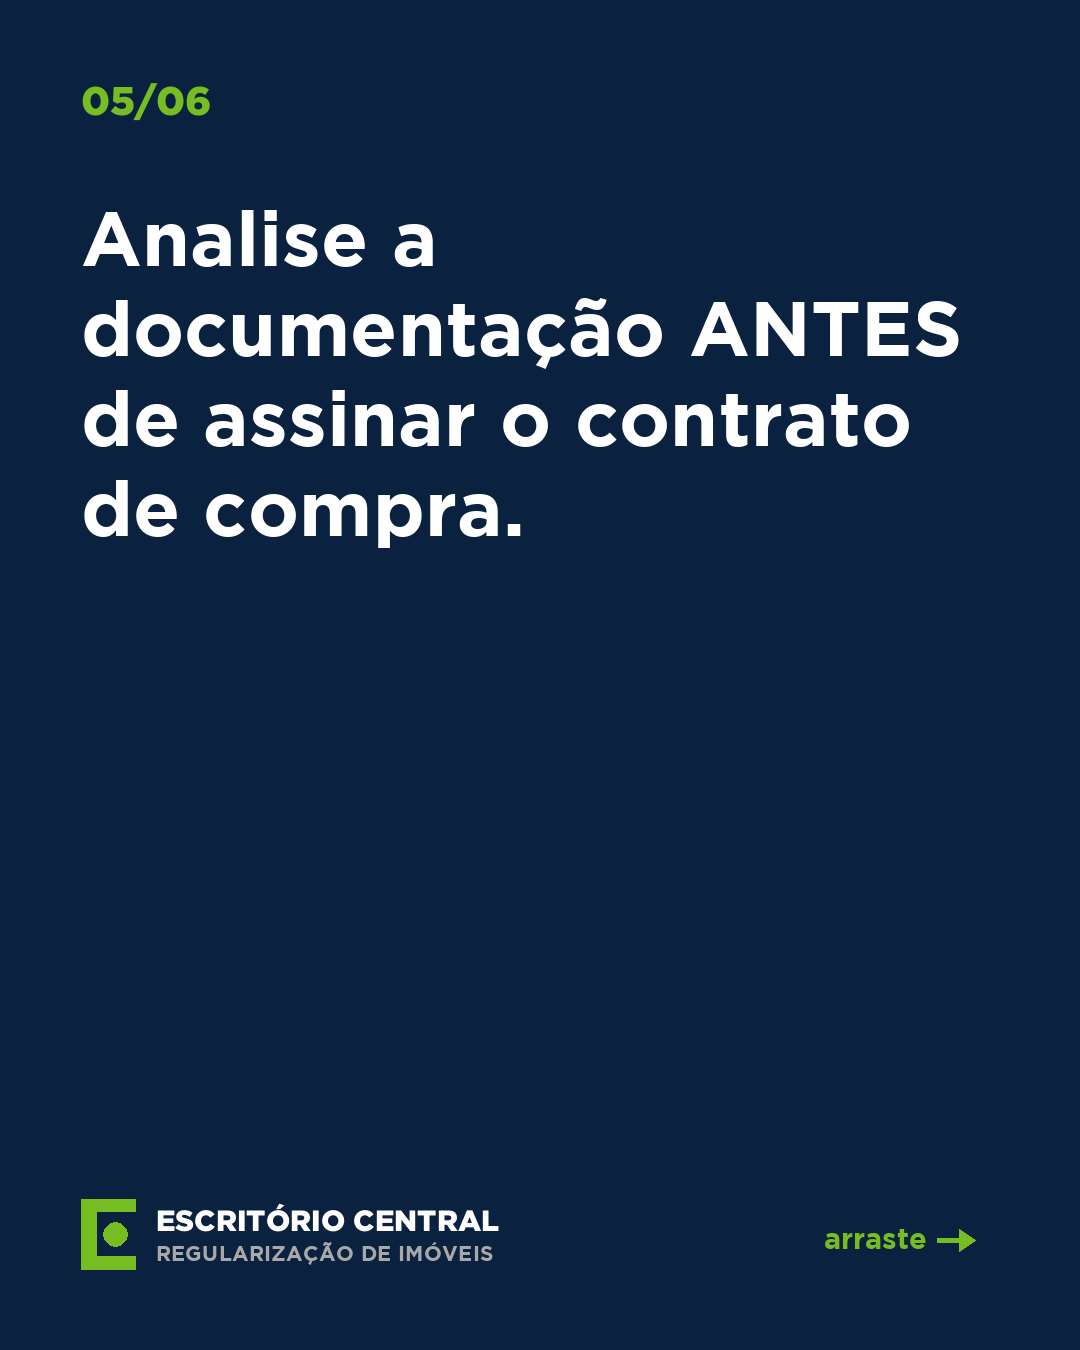 05/06
Analise a
documentação ANTES
de assinar o contrato
de compra.
ESCRITÓRIO CENTRAL
REGULARIZAÇÃO DE IMÓVEIS
arraste